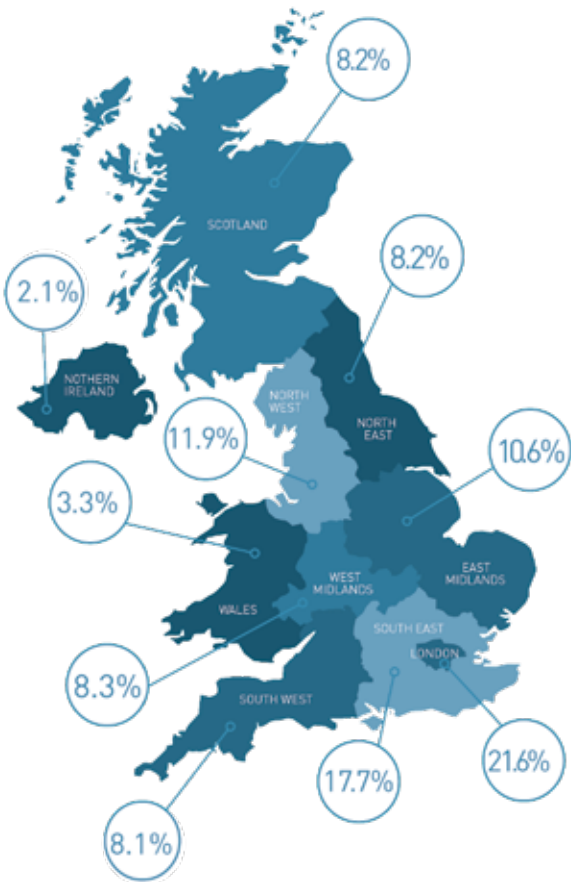 8.2%
SCOTLAND
8.2%
2.1%
NOTHERN
IRELAND
NORTH
WEST
NORTH
EAST
11.9%
10.6%
3.3%
WEST
MIDLANDS
EAST
MIDLANDS
WALES
SOUTH EAST
LONDON
8.3%
SOUTH WEST
21.6%
17.7%
8.1%